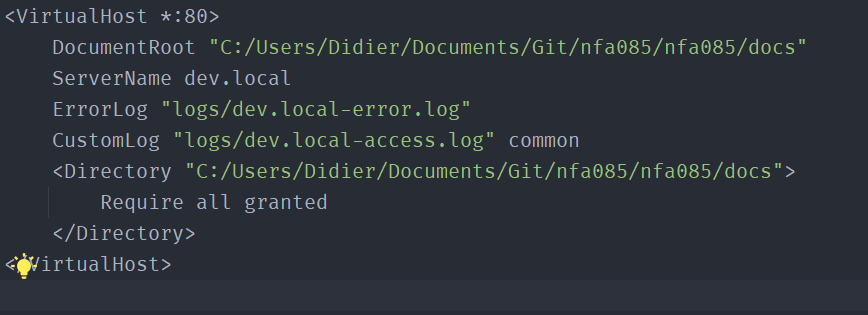 <VirtualHost *:80>
DocumentRoot "C:/Users/Didier/Documents/Git/nfa085/nfa085/docs"
ServerName dev.local
ErrorLog "logs/dev.local-error.log"
CustomLog "logs/dev.local-access.log" common
<Directory "C:/Users/Didier/Documents/Git/nfa085/nfa085/docs">
Require all granted
</Directory>
</VirtualHost>